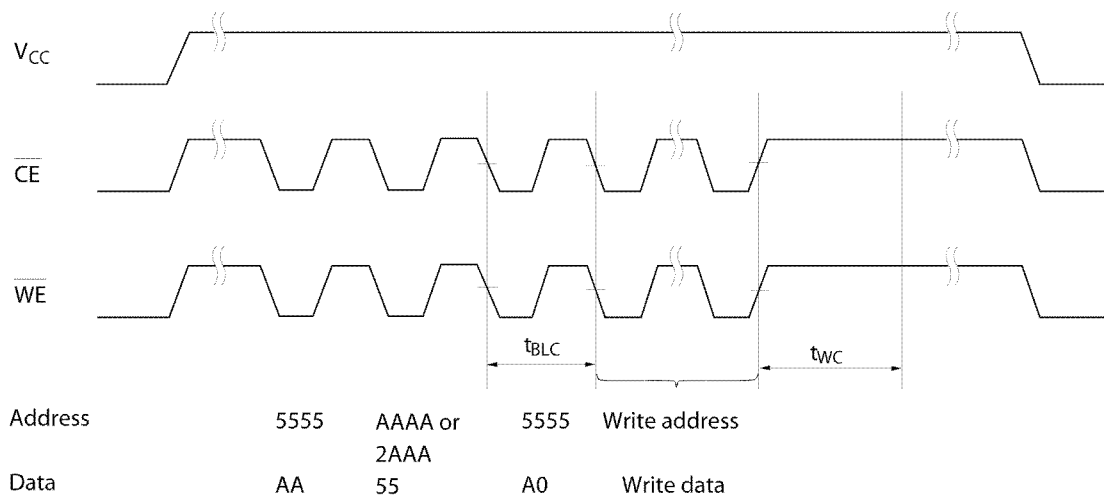 VCC
CE
WE
tBLC
tWC
Address 5555 AAAA or 5555 Write address
2AAA
Data AA 55 A0 Write data